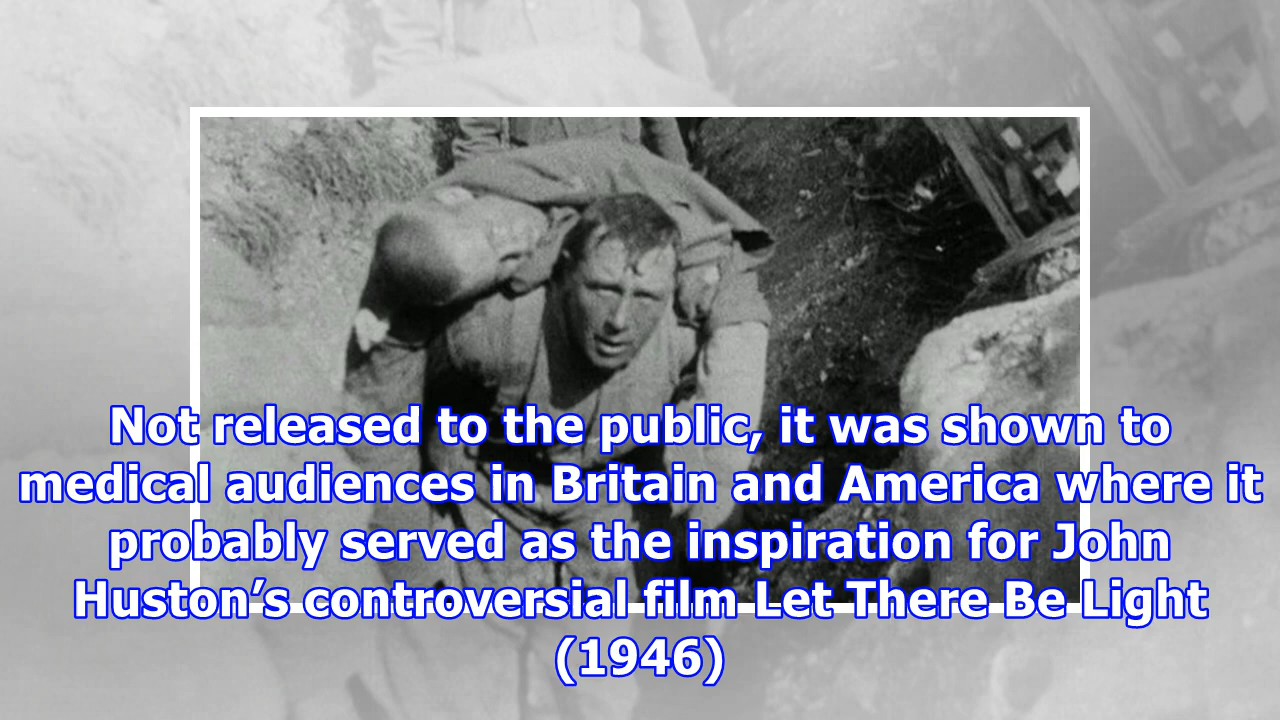 Not released to the public, it was shown to
medical audiences in Britain and America where it
probably served as the inspiration for John
Huston’s controversial film Let There Be Light
(1946)